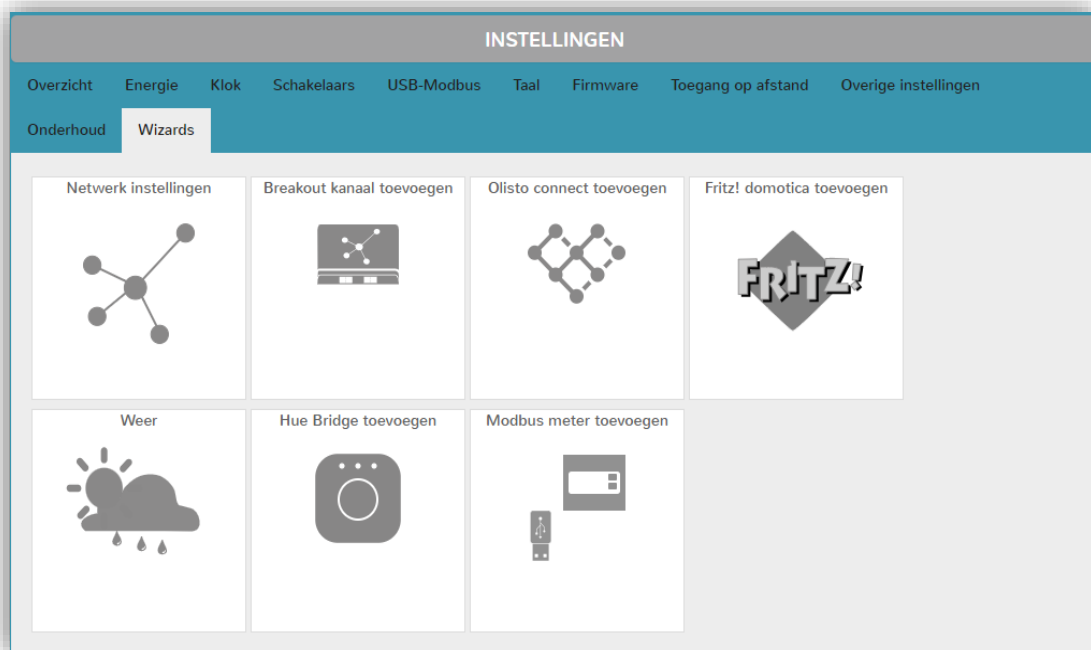 INSTELLINGEN
Overzicht Energie Klok Schakelaars USB-Modbus Taal Firmware Toegang op afstand Overige instellingen
Onderhoud Wizards
Netwerk instellingen Breakout kanaal toevoegen Olisto connect toevoegen Fritz! domotica toevoegen
FRITZ!
Weer Hue Bridge toevoegen Modbus meter toevoegen